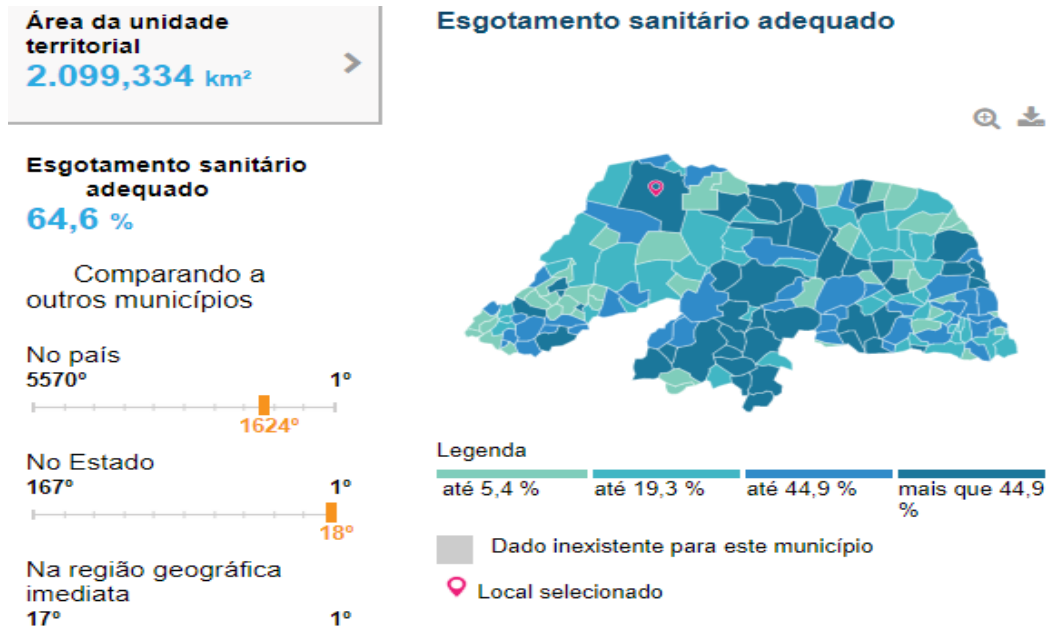 Área da unidade
territorial
2.099,334 km²
Esgotamento sanitário
adequado
64,6 %
Comparando a
outros municípios
No país
5570º 1º
1624º
No Estado
167º 1º
18º
Na região geográfica
imediata
17º 1º
Esgotamento sanitário adequado
Legenda
até 5,4 % até 19,3 % até 44,9 % mais que 44,9
%
Dado inexistente para este município
Local selecionado